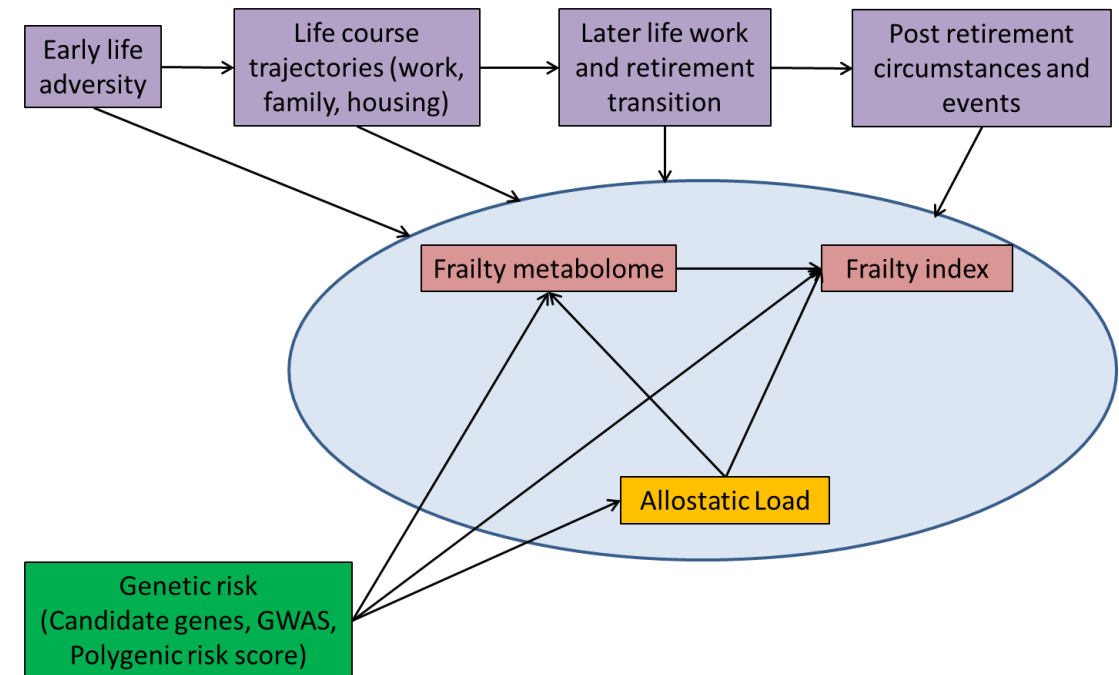 Early life
adversity
Life course
trajectories (work,
family, housing)
Later life work
and retirement
transition
Post retirement
circumstances and
events
Frailty metabolome
Frailty index
Allostatic Load
Genetic risk
(Candidate genes, GWAS,
Polygenic risk score)